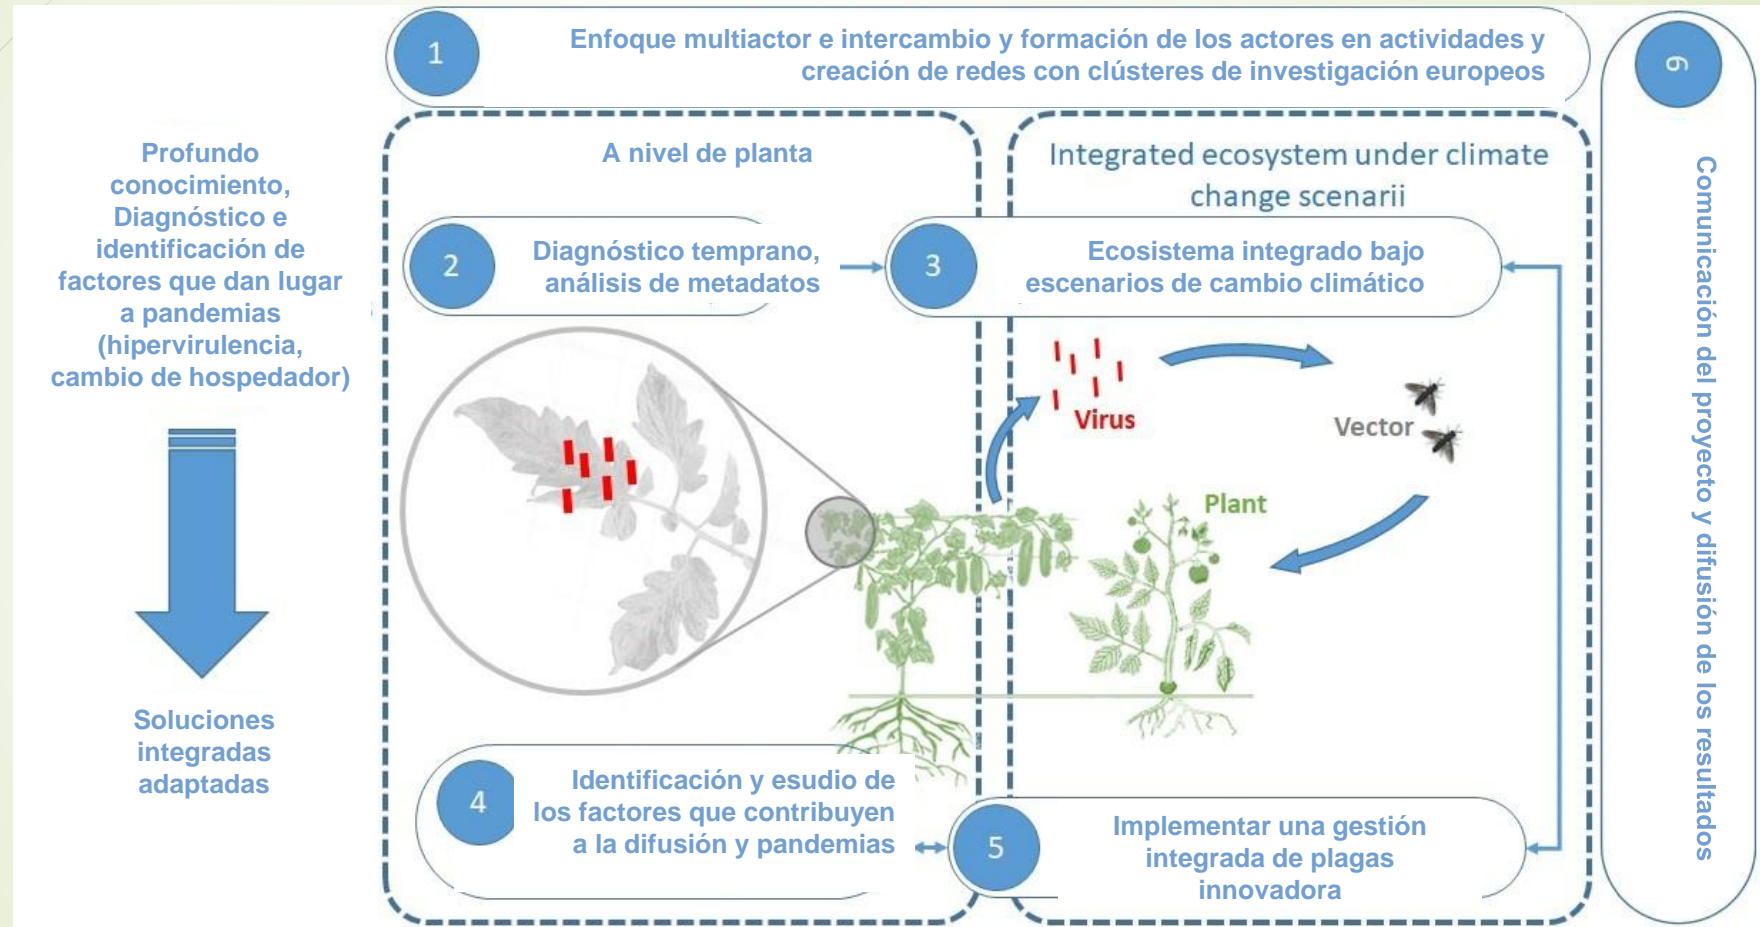 1
Enfoque multiactor e intercambio y formación de los actores en actividades y
creación de redes con clústeres de investigación europeos
Profundo
conocimiento,
Diagnóstico e
identificación de
factores que dan lugar
a pandemias
(hipervirulencia,
cambio de hospedador)
Soluciones
integradas
adaptadas
A nivel de planta
Integrated ecosystem under climate
change scenarii
2
Diagnóstico temprano,
análisis de metadatos
3
Ecosistema integrado bajo
escenarios de cambio climático
Virus
Vector
Plant
4
Identificación y esudio de
los factores que contribuyen
a la difusión y pandemias
5
Implementar una gestión
integrada de plagas
innovadora
6
Comunicación del proyecto y difusión de los resultados